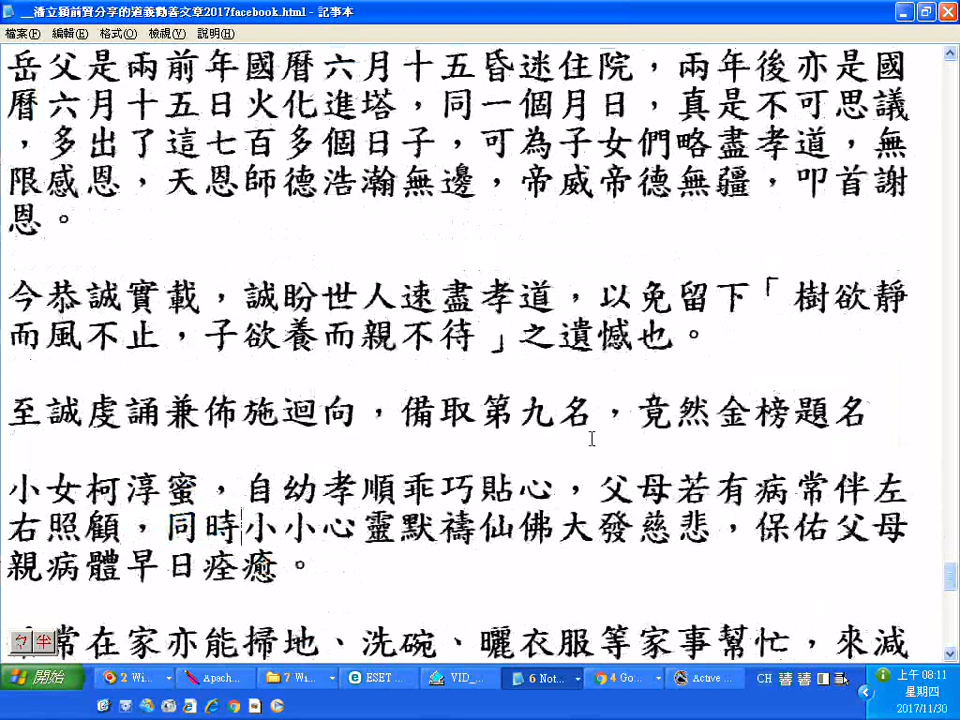 __潘立穎前賢分享的道義勸善文章2017facebook.html - 記事本
檔案(F) 編輯(E) 格式(O) 檢視(V) 說明(H)
岳父是兩前年國曆六月十五昏迷住院，兩年後亦是國
曆六月十五日火化進塔，同一個月日，真是不可思議
，多出了這七百多個日子，可為子女們略盡孝道，無
限感恩，天恩師德浩瀚無邊，帝威帝德無疆，叩首謝
恩。
今恭誠實載，誠盼世人速盡孝道，以免留下「樹欲靜
而風不止，子欲養而親不待」之遺憾也。
至誠虔誦兼佈施迴向，備取第九名，竟然金榜題名
小女柯淳蜜，自幼孝順乖巧貼心，父母若有病常伴左
右照顧，同時小小心靈默禱仙佛大發慈悲，保佑父母
親病體早日痊癒。
常在家亦能掃地、洗碗、曬衣服等家事幫忙，來減
ㄅ 半
開始 2 Wi... Apach... 7 Wi... ESET ... VID_... 6 Not... 4 Go... Active ... CH 上午 08:11
星期四
2017/11/30